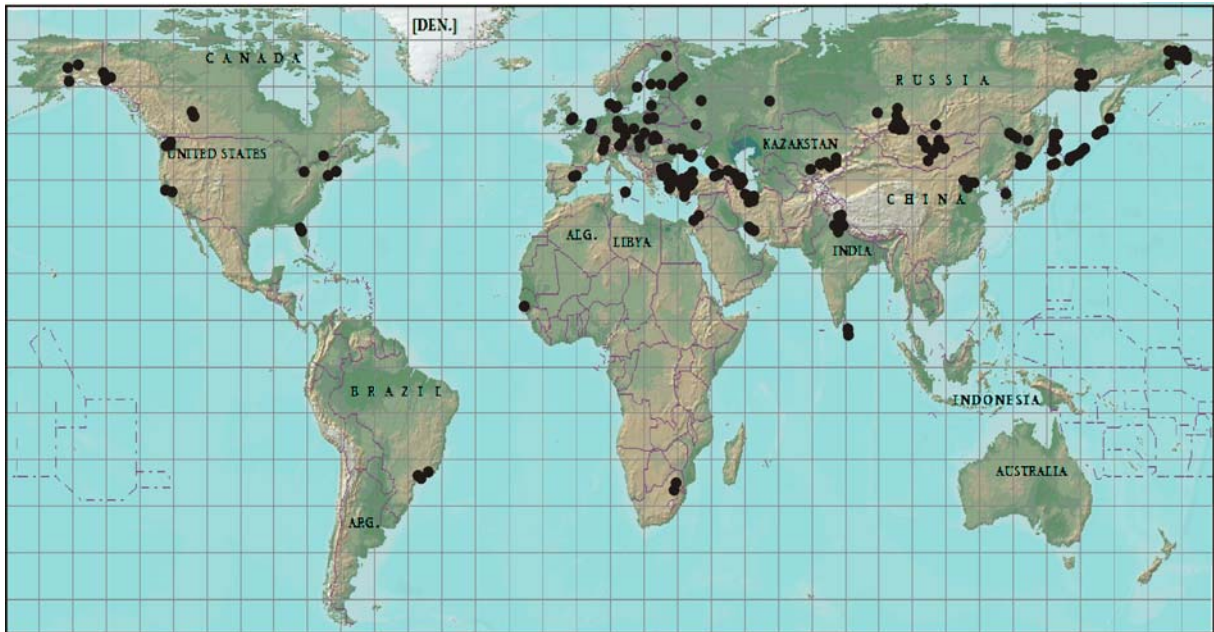 [DEN.]
CANADA
RUSSIA
UNITED STATES
KAZAKSTAN
CHINA
ALG.
LIBYA
INDIA
BRAZIL
INDONESIA
AUSTRALIA
ARG.